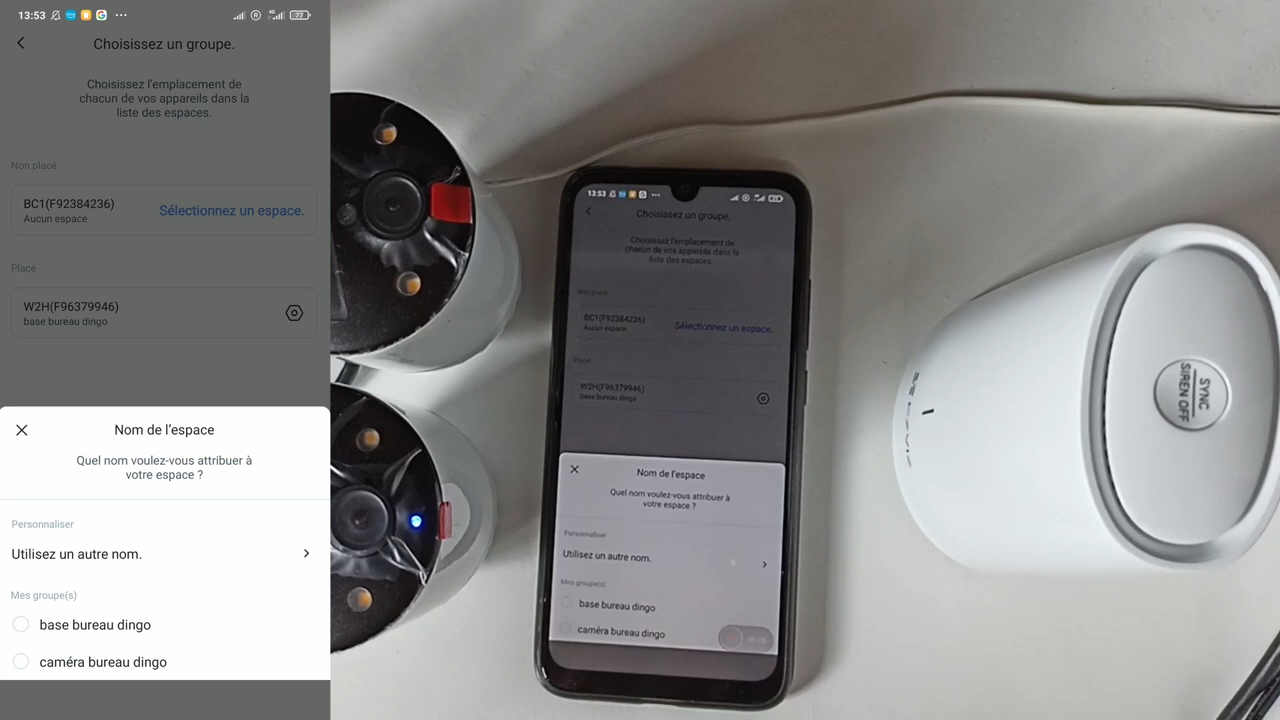 13:53
77
Choisissez un groupe.
Choisissez l'emplacement de
chacun de vos appareils dans la
liste des espaces.
Non placé
BC1(F92384236)
Aucun espace
Sélectionnez un espace.
Placé
W2H(F96379946)
base bureau dingo
Nom de l'espace
Quel nom voulez-vous attribuer à
votre espace ?
Personnaliser
Utilisez un autre nom.
Mes groupe(s)
base bureau dingo
caméra bureau dingo
13:53
Choisissez un groupe.
Choisissez l'emplacement de
chacun de vos appareils dans la
liste des espaces.
Non placé
BC1(F92384236)
Aucun espace
Sélectionnez un espace.
Placé
W2H(F96379946)
base bureau dingo
Nom de l'espace
Quel nom voulez-vous attribuer à
votre espace ?
Personnaliser
Utilisez un autre nom.
Mes groupe(s)
base bureau dingo
caméra bureau dingo
SYNC
SIREN OFF